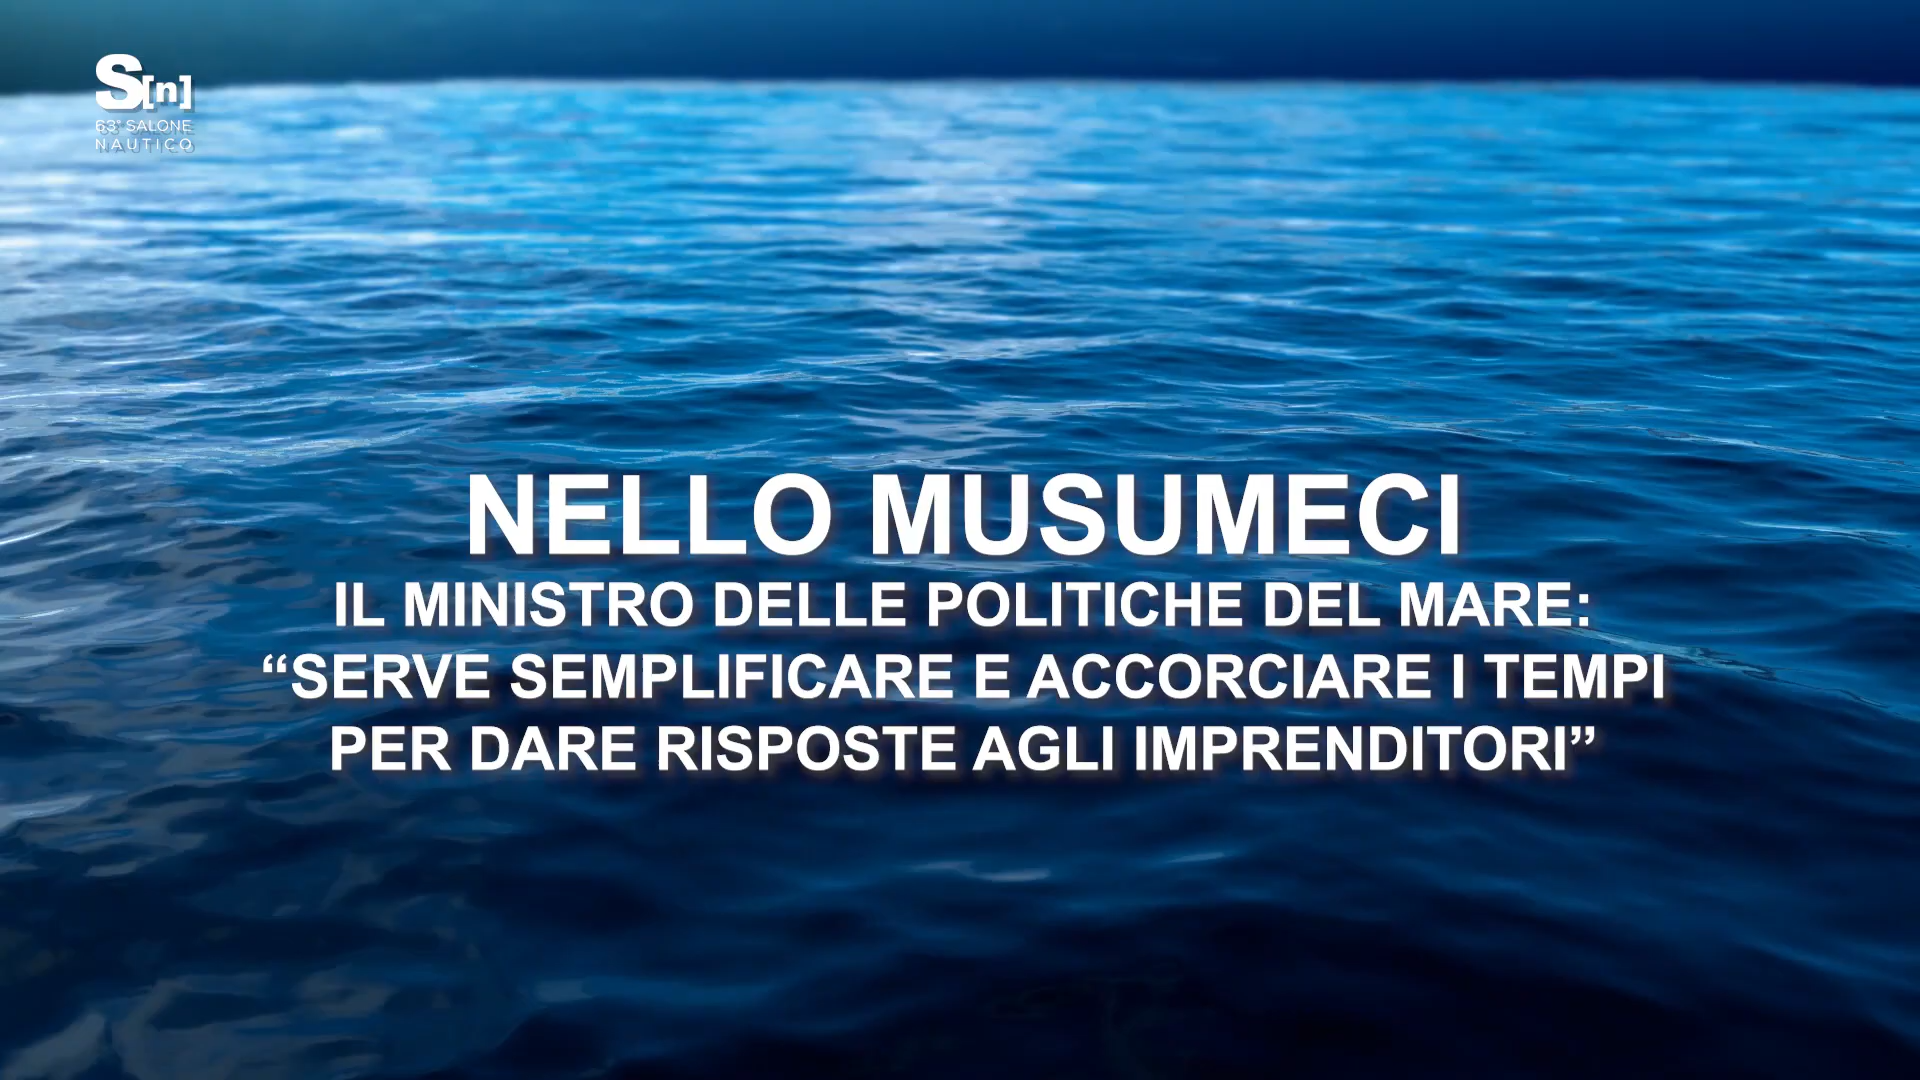 S[n]
63° SALONE
NAUTICO
NELLO MUSUMECI
IL MINISTRO DELLE POLITICHE DEL MARE:
“SERVE SEMPLIFICARE E ACCORCIARE I TEMPI
PER DARE RISPOSTE AGLI IMPRENDITORI”